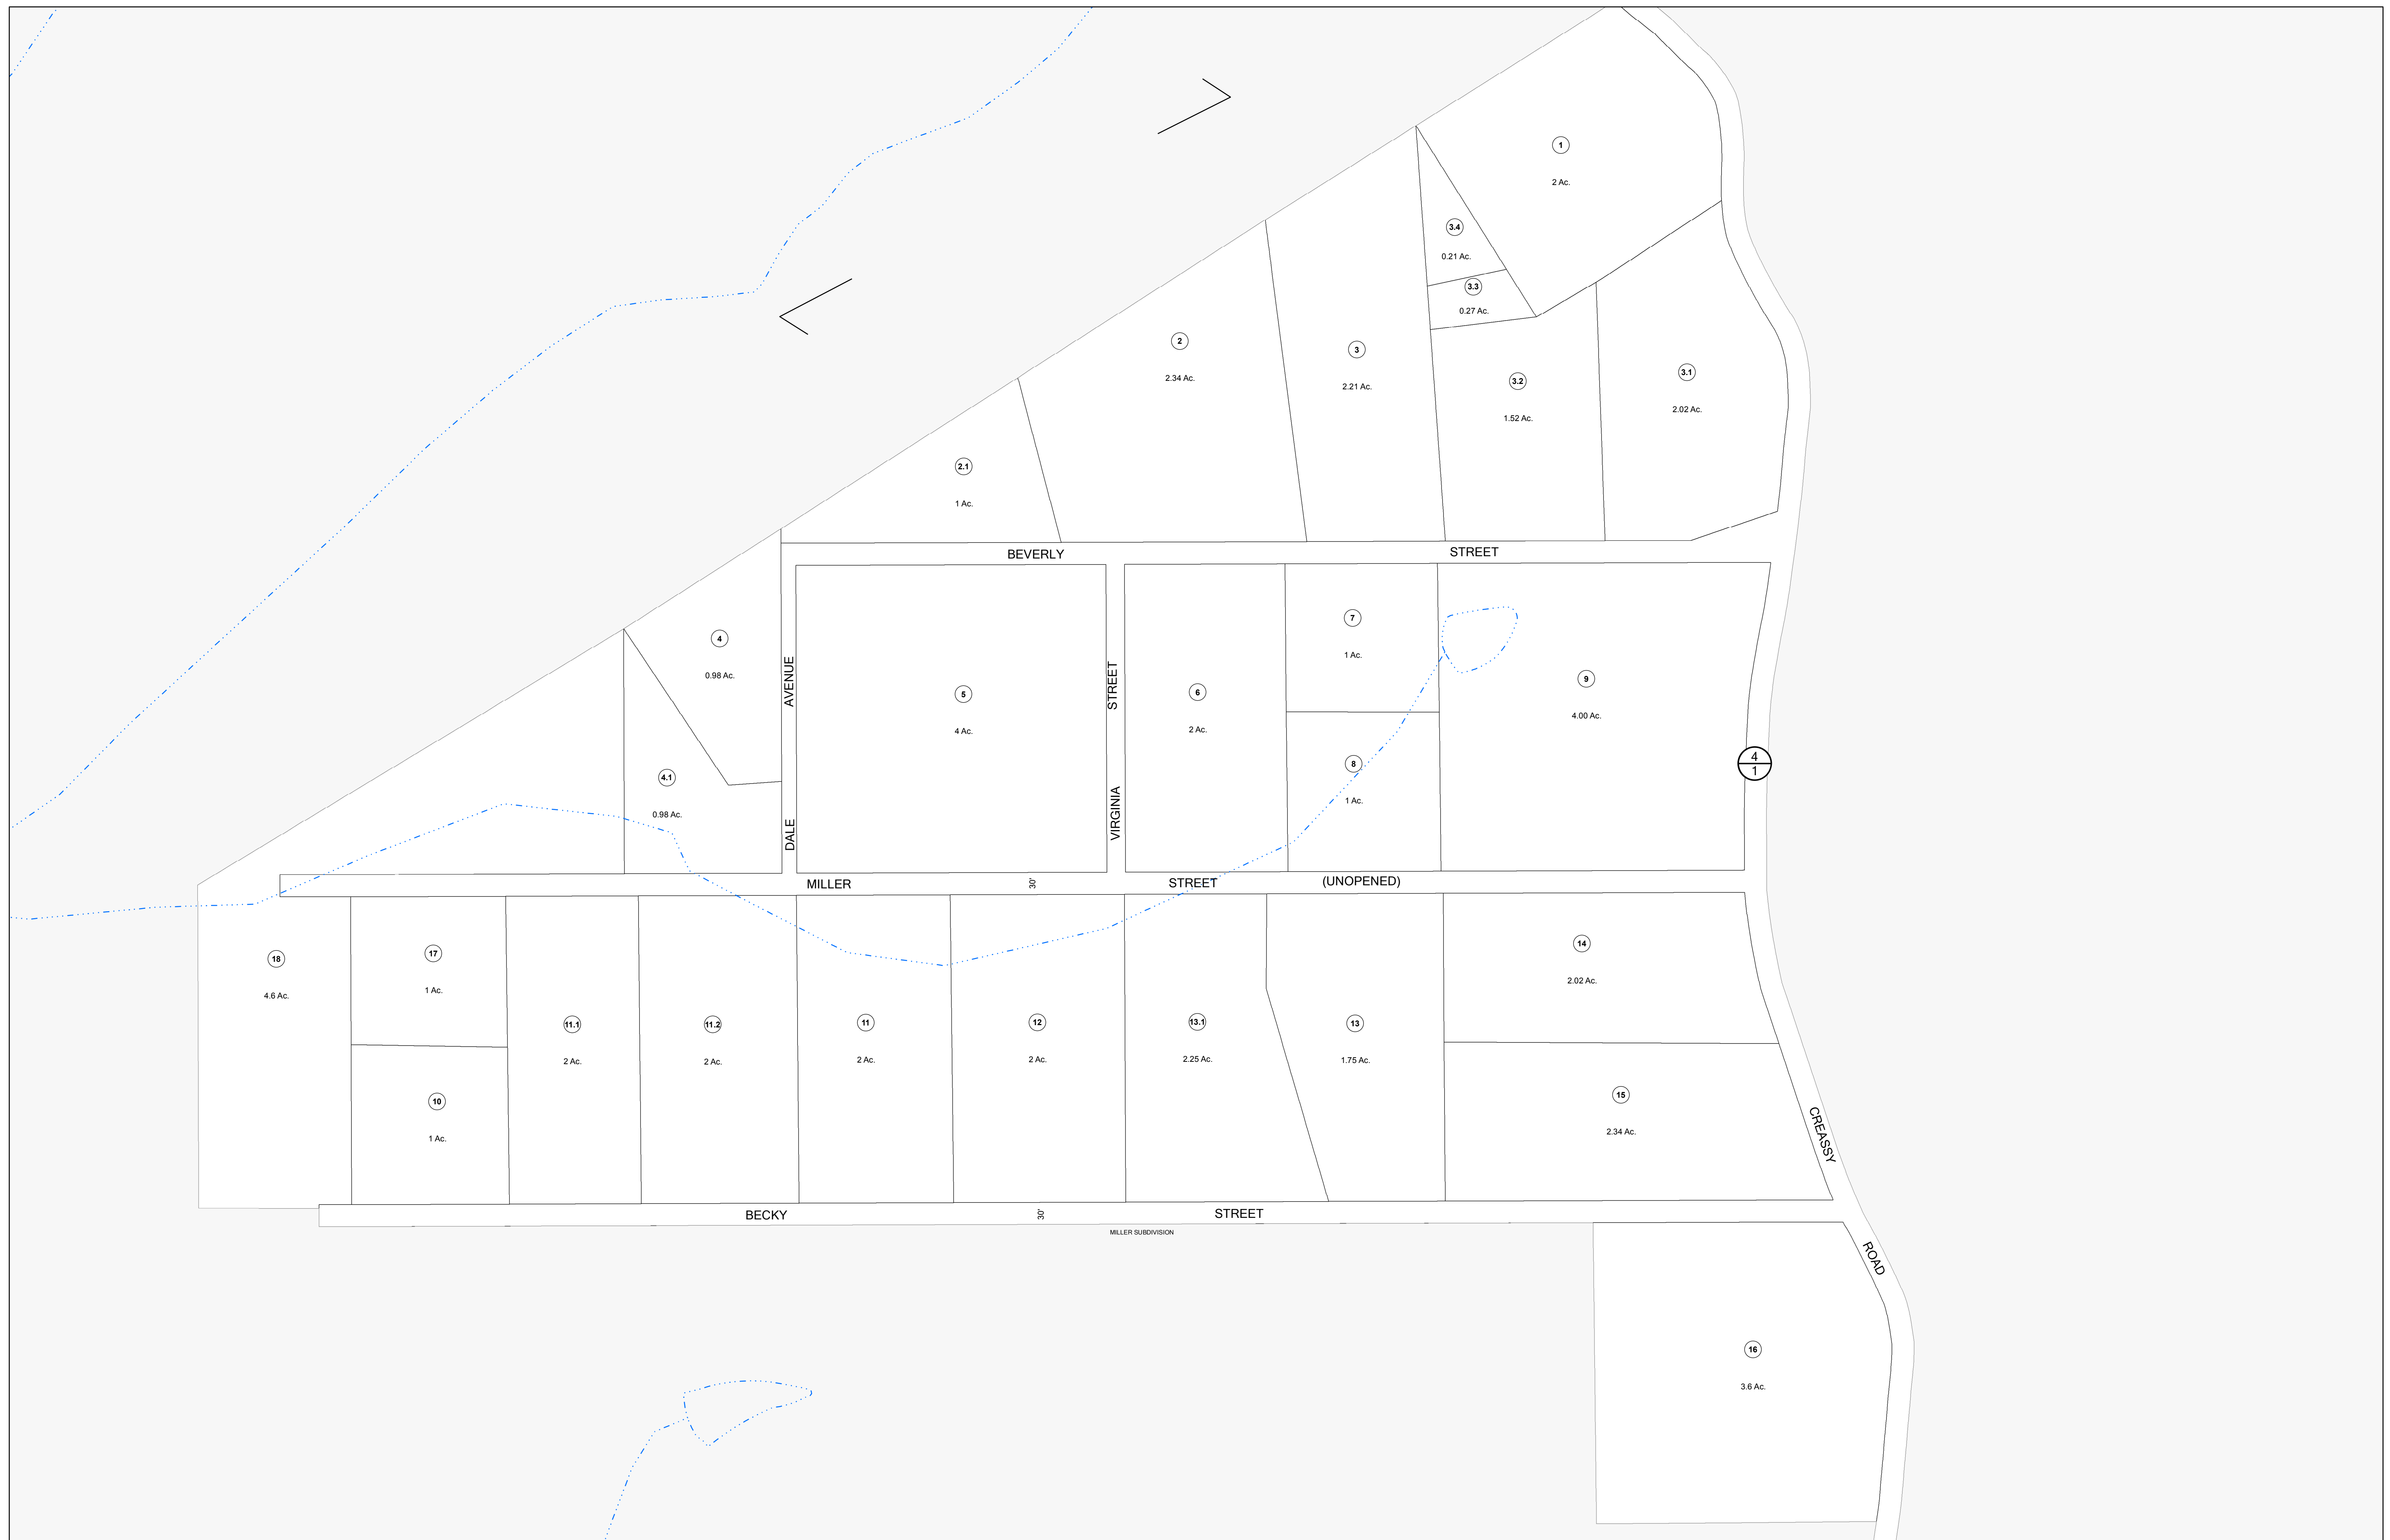 1
2 Ac.
3.4
0.21 Ac.
3.3
0.27 Ac.
2
2.34 Ac.
3
2.21 Ac.
3.2
1.52 Ac.
3.1
2.02 Ac.
2.1
1 Ac.
BEVERLY STREET
4
0.98 Ac.
4.1
0.98 Ac.
DALE AVENUE
5
4 Ac.
VIRGINIA STREET
6
2 Ac.
7
1 Ac.
8
1 Ac.
9
4.00 Ac.
4
1
MILLER 30' STREET (UNOPENED)
18
4.6 Ac.
17
1 Ac.
10
1 Ac.
11.1
2 Ac.
11.2
2 Ac.
11
2 Ac.
12
2 Ac.
13.1
2.25 Ac.
13
1.75 Ac.
14
2.02 Ac.
15
2.34 Ac.
CREASSY ROAD
BECKY 30' STREET
MILLER SUBDIVISION
16
3.6 Ac.